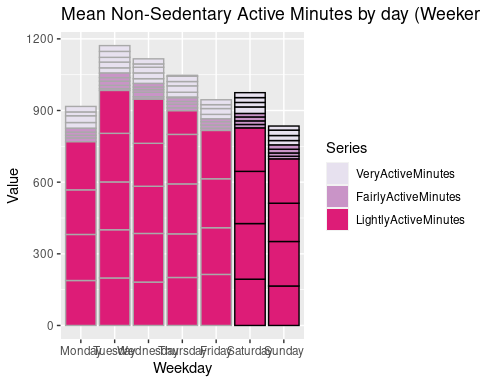 Mean Non-Sedentary Active Minutes by day (Weeker
1200
900
600
300
0
Value
Monday Tuesday Wednesday Thursday Friday Saturday Sunday
Weekday
Series
VeryActiveMinutes
FairlyActiveMinutes
LightlyActiveMinutes